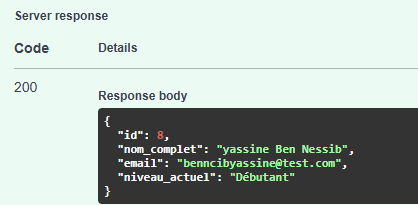 Server response
Code Details
200
Response body
{
"id": 8,
"nom_complet": "yassine Ben Nessib",
"email": "benncibyassine@test.com",
"niveau_actuel": "Débutant"
}